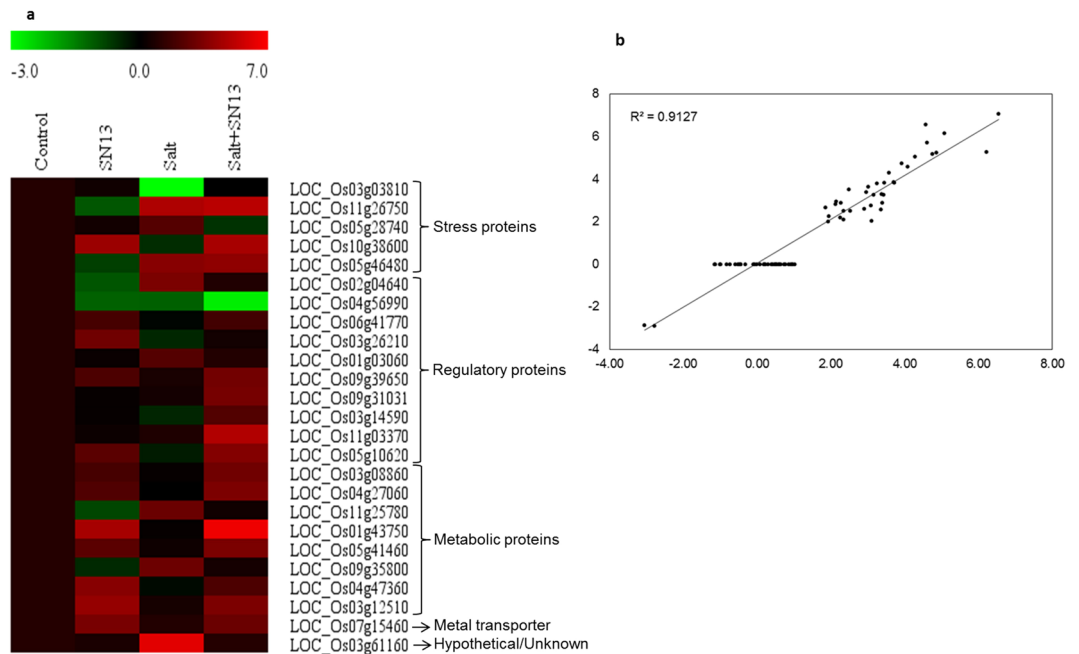 a
-3.0 0.0 7.0
Control SN13 Salt Salt+SN13
LOC_Os03g03810
LOC_Os11g26750
LOC_Os05g28740
LOC_Os10g38600
LOC_Os05g46480
Stress proteins
LOC_Os02g04640
LOC_Os04g56990
LOC_Os06g41770
LOC_Os03g26210
LOC_Os01g03060
LOC_Os09g39650
LOC_Os09g31031
LOC_Os03g14590
LOC_Os11g03370
LOC_Os05g10620
Regulatory proteins
LOC_Os03g08860
LOC_Os04g27060
LOC_Os11g25780
LOC_Os01g43750
LOC_Os05g41460
LOC_Os09g35800
LOC_Os04g47360
LOC_Os03g12510
Metabolic proteins
LOC_Os07g15460 Metal transporter
LOC_Os03g61160 Hypothetical/Unknown
b
R² = 0.9127
8
6
4
2
0
-2
-4
-4.00 -2.00 0.00 2.00 4.00 6.00 8.00